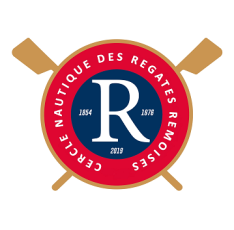 CERCLE NAUTIQUE DES REGATES REMOISES
R
1854
1876
2019